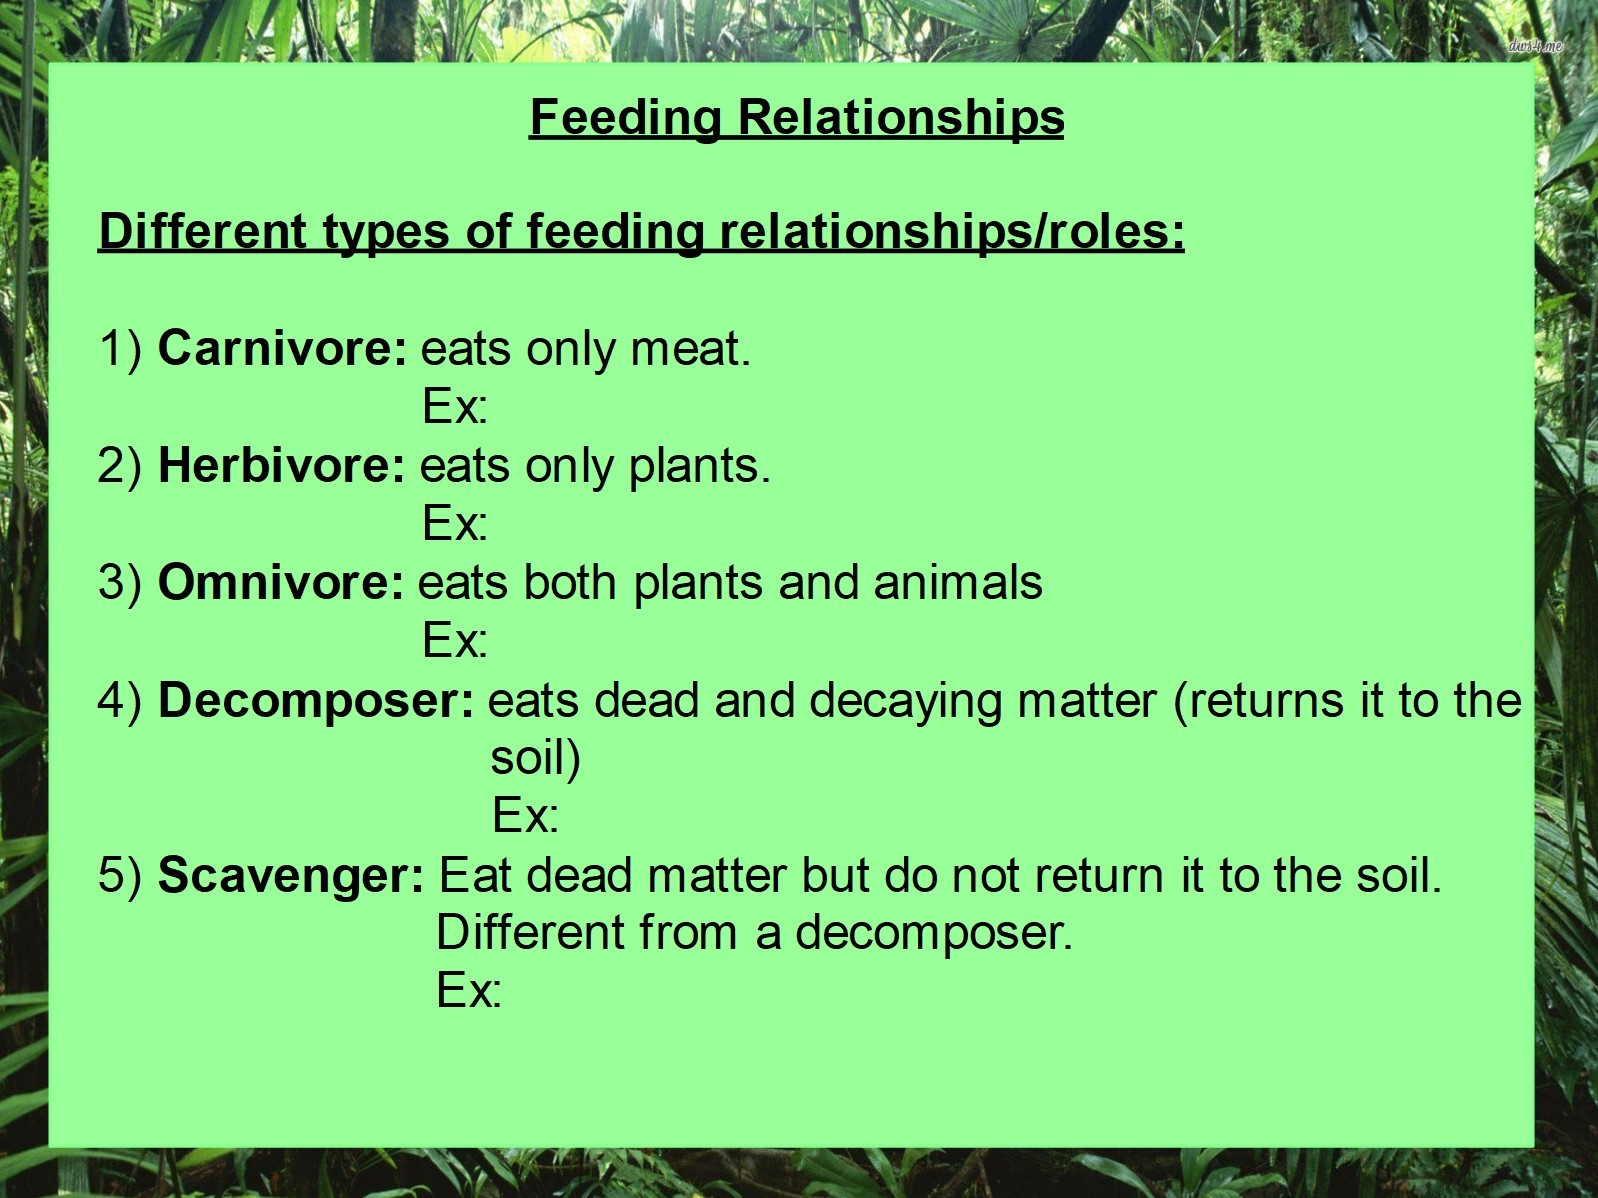 dws4.me
Feeding Relationships
Different types of feeding relationships/roles:
1) Carnivore: eats only meat.
Ex:
2) Herbivore: eats only plants.
Ex:
3) Omnivore: eats both plants and animals
Ex:
4) Decomposer: eats dead and decaying matter (returns it to the
soil)
Ex:
5) Scavenger: Eat dead matter but do not return it to the soil.
Different from a decomposer.
Ex: